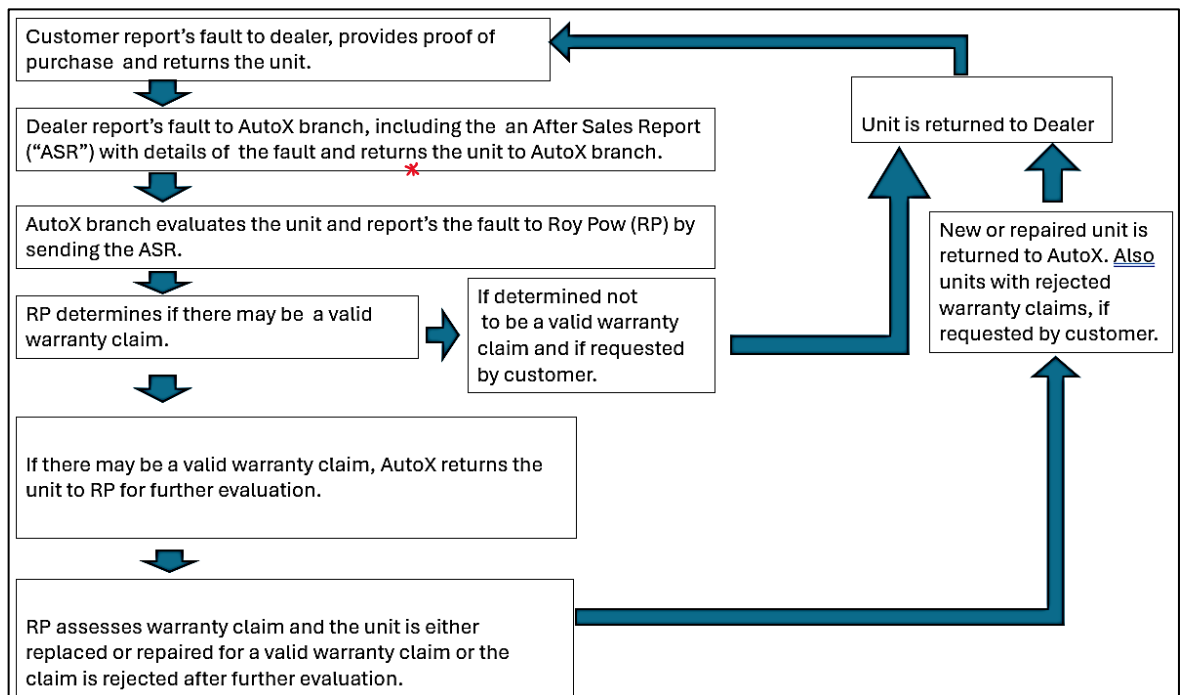 Customer report's fault to dealer, provides proof of
purchase and returns the unit.
Dealer report's fault to AutoX branch, including the an After Sales Report
("ASR") with details of the fault and returns the unit to AutoX branch.
*
AutoX branch evaluates the unit and report's the fault to Roy Pow (RP) by
sending the ASR.
RP determines if there may be a valid
warranty claim.
If determined not
to be a valid warranty
claim and if requested
by customer.
Unit is returned to Dealer
New or repaired unit is
returned to AutoX. Also
units with rejected
warranty claims, if
requested by customer.
If there may be a valid warranty claim, AutoX returns the
unit to RP for further evaluation.
RP assesses warranty claim and the unit is either
replaced or repaired for a valid warranty claim or the
claim is rejected after further evaluation.